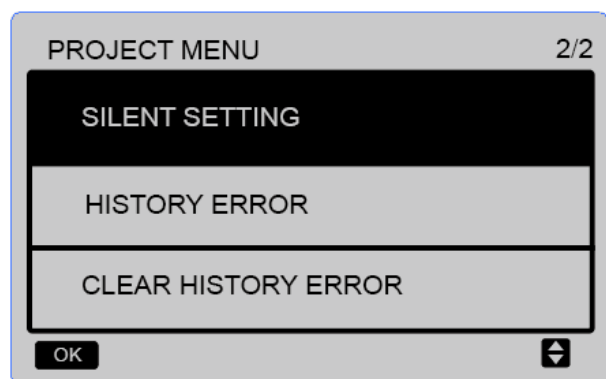 PROJECT MENU 2/2
SILENT SETTING
HISTORY ERROR
CLEAR HISTORY ERROR
OK